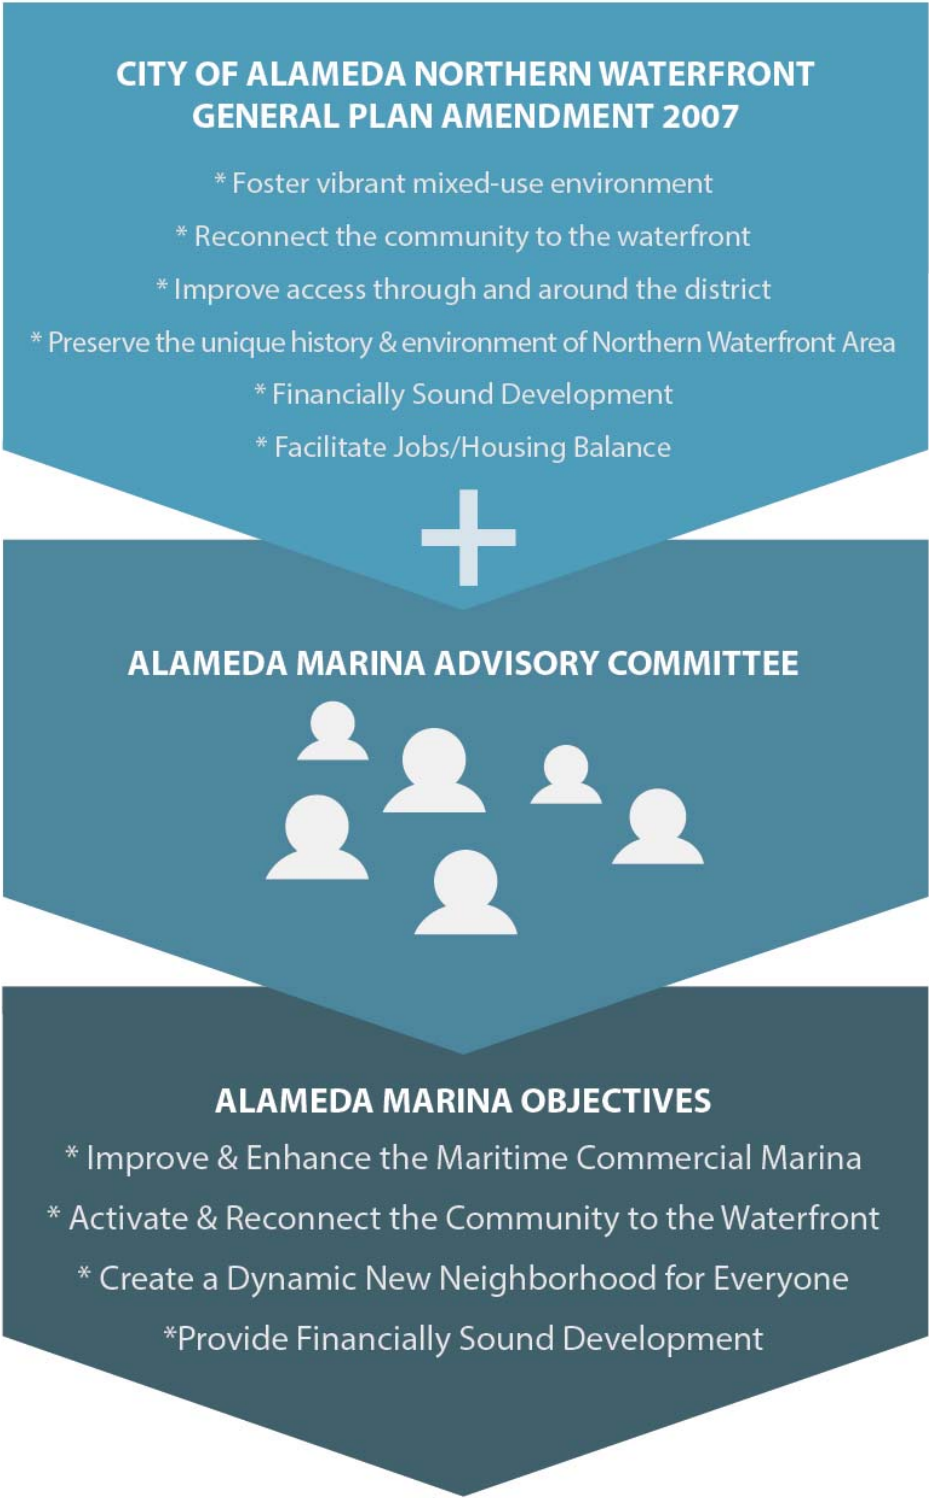 CITY OF ALAMEDA NORTHERN WATERFRONT
GENERAL PLAN AMENDMENT 2007
* Foster vibrant mixed-use environment
* Reconnect the community to the waterfront
* Improve access through and around the district
* Preserve the unique history & environment of Northern Waterfront Area
* Financially Sound Development
* Facilitate Jobs/Housing Balance
+
ALAMEDA MARINA ADVISORY COMMITTEE
ALAMEDA MARINA OBJECTIVES
* Improve & Enhance the Maritime Commercial Marina
* Activate & Reconnect the Community to the Waterfront
* Create a Dynamic New Neighborhood for Everyone
*Provide Financially Sound Development